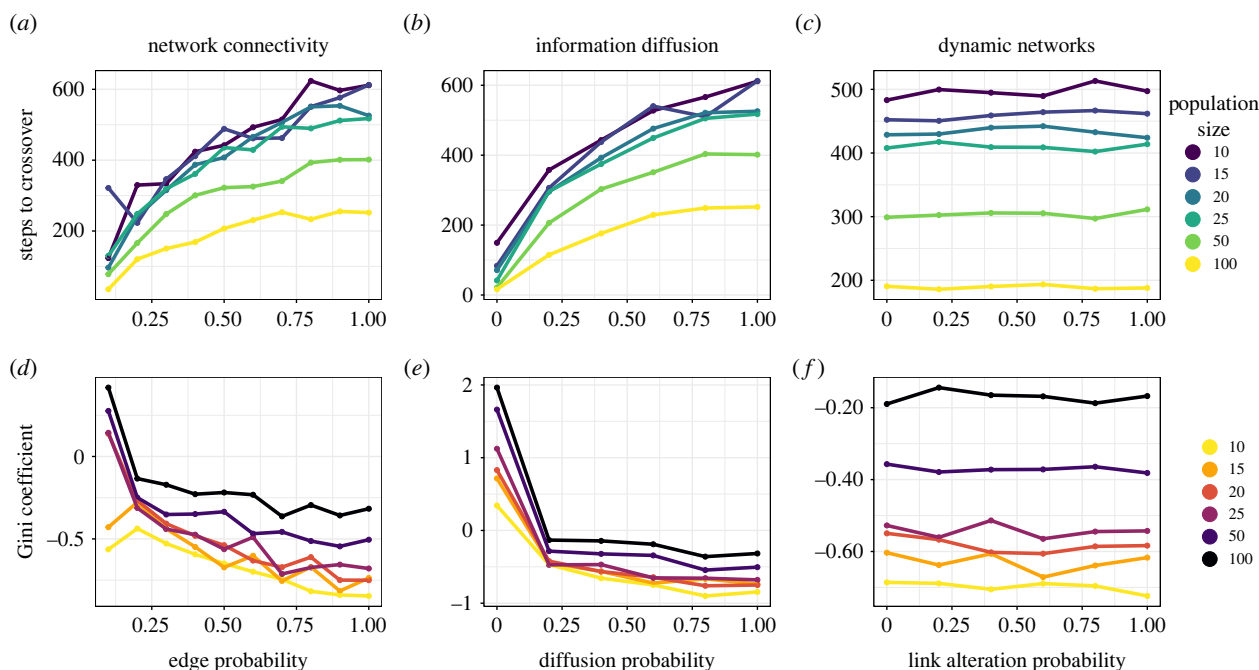 (a)
network connectivity
(b)
information diffusion
(c)
dynamic networks
steps to crossover
600
400
200
0.25 0.50 0.75 1.00
600
400
200
0
0 0.25 0.50 0.75 1.00
500
400
300
200
0 0.25 0.50 0.75 1.00
population
size
10
15
20
25
50
100
(d)
(e)
(f)
Gini coefficient
0
−0.5
0.25 0.50 0.75 1.00
edge probability
2
1
0
−1
0 0.25 0.50 0.75 1.00
diffusion probability
−0.20
−0.40
−0.60
0 0.25 0.50 0.75 1.00
link alteration probability
10
15
20
25
50
100